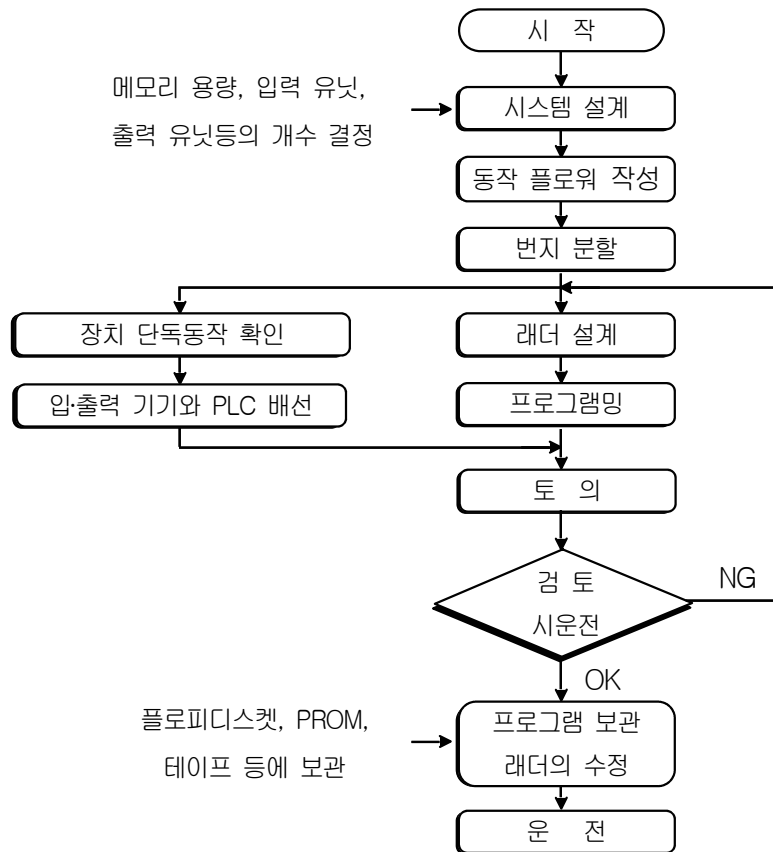 시 작
메모리 용량, 입력 유닛,
출력 유닛등의 개수 결정
시스템 설계
동작 플로워 작성
번지 분할
장치 단독동작 확인
래더 설계
입·출력 기기와 PLC 배선
프로그램밍
토 의
검 토
시운전
NG
OK
플로피디스켓, PROM,
테이프 등에 보관
프로그램 보관
래더의 수정
운 전